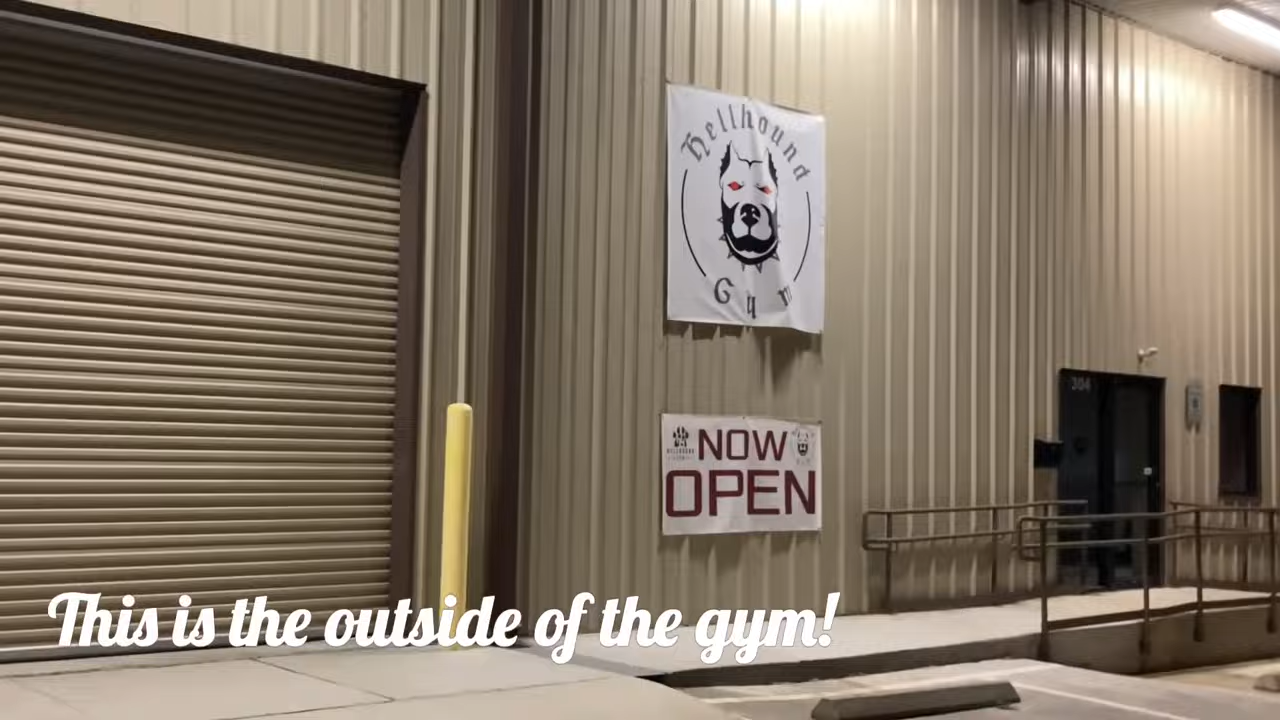 Hellhound
Gym
304
NOW
OPEN
This is the outside of the gym!